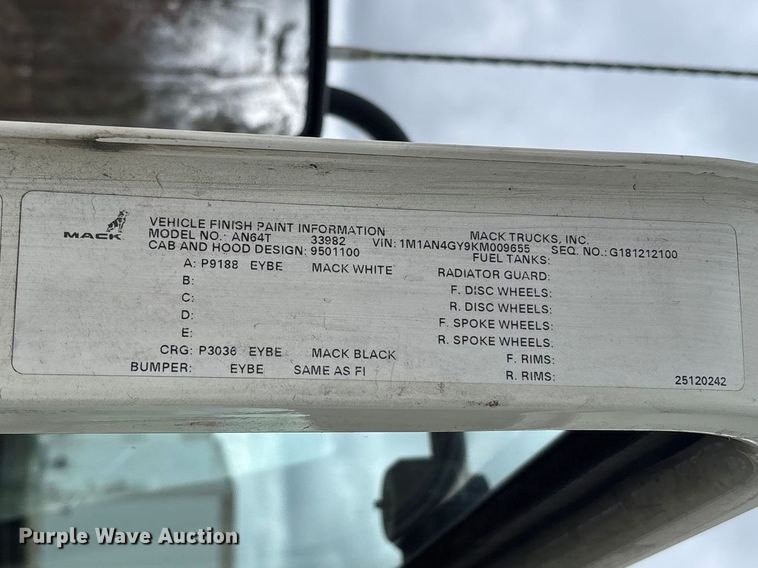 MACK
VEHICLE FINISH PAINT INFORMATION MACK TRUCKS, INC.
MODEL NO.: AN64T 33982 VIN: 1M1AN4GY9KM009655 SEQ. NO.: G181212100
CAB AND HOOD DESIGN: 9501100 FUEL TANKS:
A: P9188 EYBE MACK WHITE RADIATOR GUARD:
B: F. DISC WHEELS:
C: R. DISC WHEELS:
D: F. SPOKE WHEELS:
E: R. SPOKE WHEELS:
CRG: P3036 EYBE MACK BLACK F. RIMS:
BUMPER: EYBE SAME AS FI R. RIMS:
25120242
Purple Wave Auction